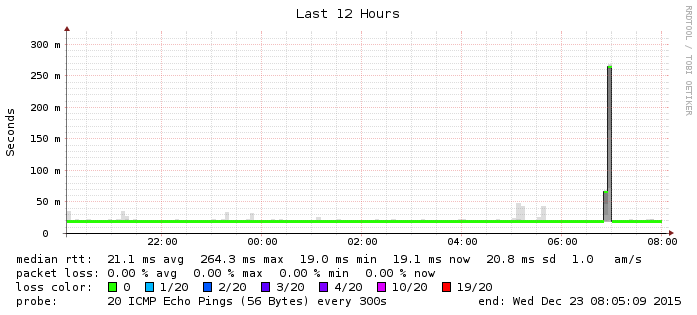 Last 12 Hours
RRDTOOL / TOBI OETIKER
Seconds
300 m
250 m
200 m
150 m
100 m
50 m
0
22:00 00:00 02:00 04:00 06:00 08:00
median rtt: 21.1 ms avg 264.3 ms max 19.0 ms min 19.1 ms now 20.8 ms sd 1.0 am/s
packet loss: 0.00 % avg 0.00 % max 0.00 % min 0.00 % now
loss color: 0 1/20 2/20 3/20 4/20 10/20 19/20
probe: 20 ICMP Echo Pings (56 Bytes) every 300s end: Wed Dec 23 08:05:09 2015